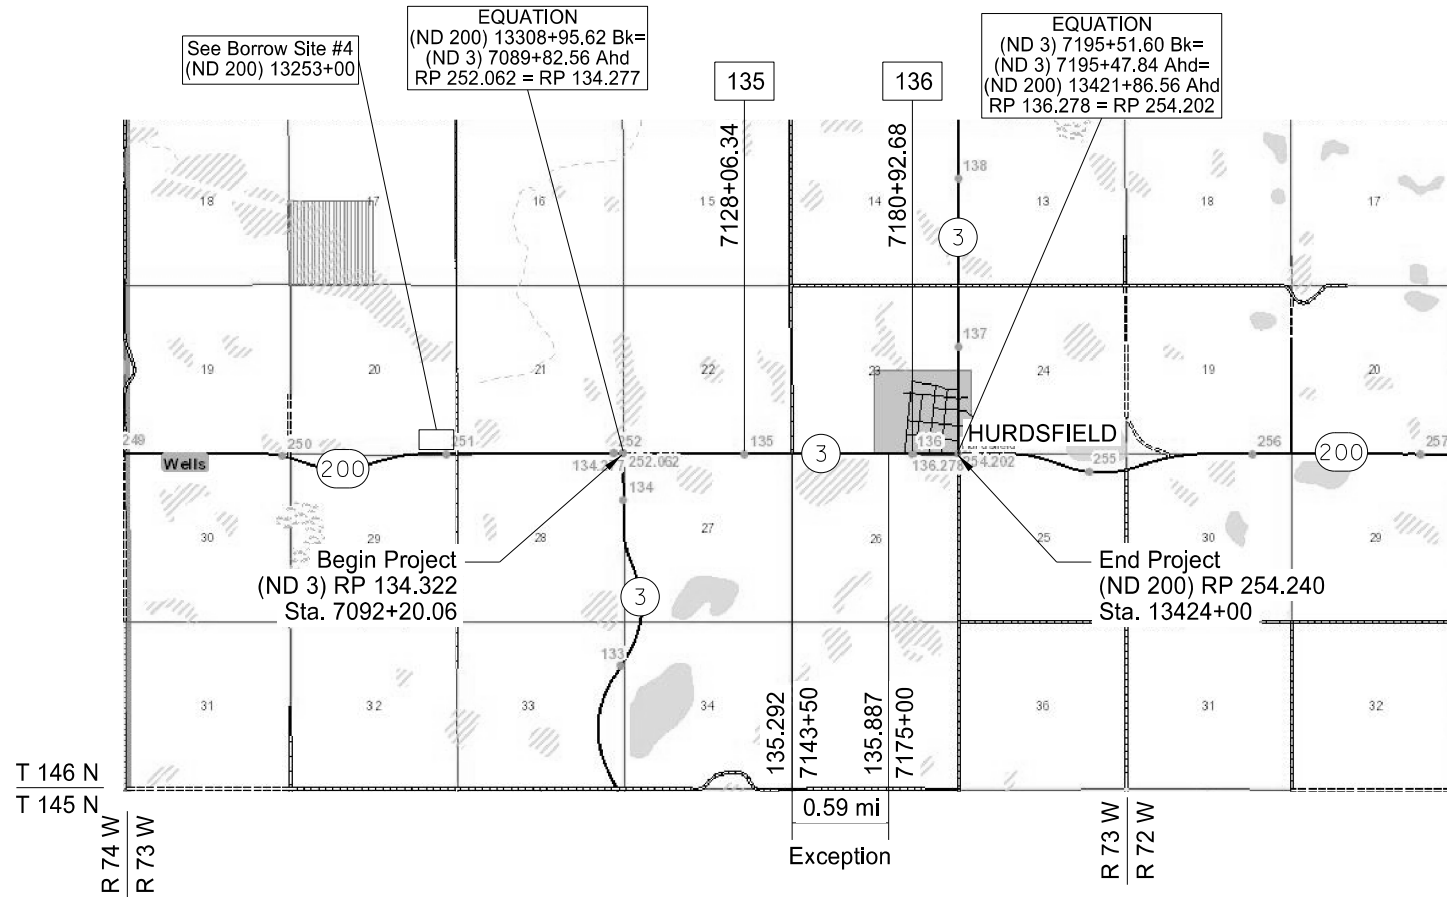 See Borrow Site #4
(ND 200) 13253+00
EQUATION
(ND 200) 13308+95.62 Bk=
(ND 3) 7089+82.56 Ahd
RP 252.062 = RP 134.277
135
136
EQUATION
(ND 3) 7195+51.60 Bk=
(ND 3) 7195+47.84 Ahd=
(ND 200) 13421+86.56 Ahd
RP 136.278 = RP 254.202
7128+06.34
7180+92.68
138
18
17
16
15
14
13
18
17
3
137
19
20
21
22
23
24
19
20
HURDSFIELD
249
250
251
252
135
136
256
257
Wells
200
3
200
252.062
136.278
254.202
255
134
30
29
28
27
26
25
30
29
Begin Project
(ND 3) RP 134.322
Sta. 7092+20.06
End Project
(ND 200) RP 254.240
Sta. 13424+00
3
133
31
32
33
34
36
31
32
135.292
7143+50
135.887
7175+00
T 146 N
T 145 N
0.59 mi
Exception
R 74 W
R 73 W
R 73 W
R 72 W